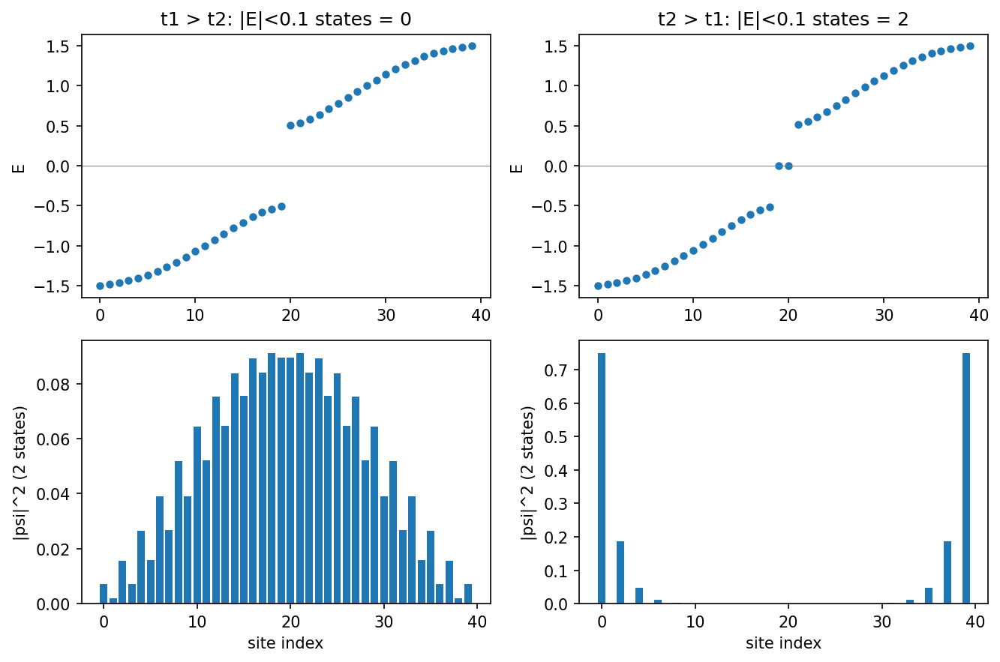 t1 > t2: |E|<0.1 states = 0
1.5
1.0
0.5
0.0
−0.5
−1.0
−1.5
E
0 10 20 30 40
t2 > t1: |E|<0.1 states = 2
1.5
1.0
0.5
0.0
−0.5
−1.0
−1.5
E
0 10 20 30 40
0.08
0.06
0.04
0.02
0.00
|psi|^2 (2 states)
0 10 20 30 40
site index
0.7
0.6
0.5
0.4
0.3
0.2
0.1
0.0
|psi|^2 (2 states)
0 10 20 30 40
site index